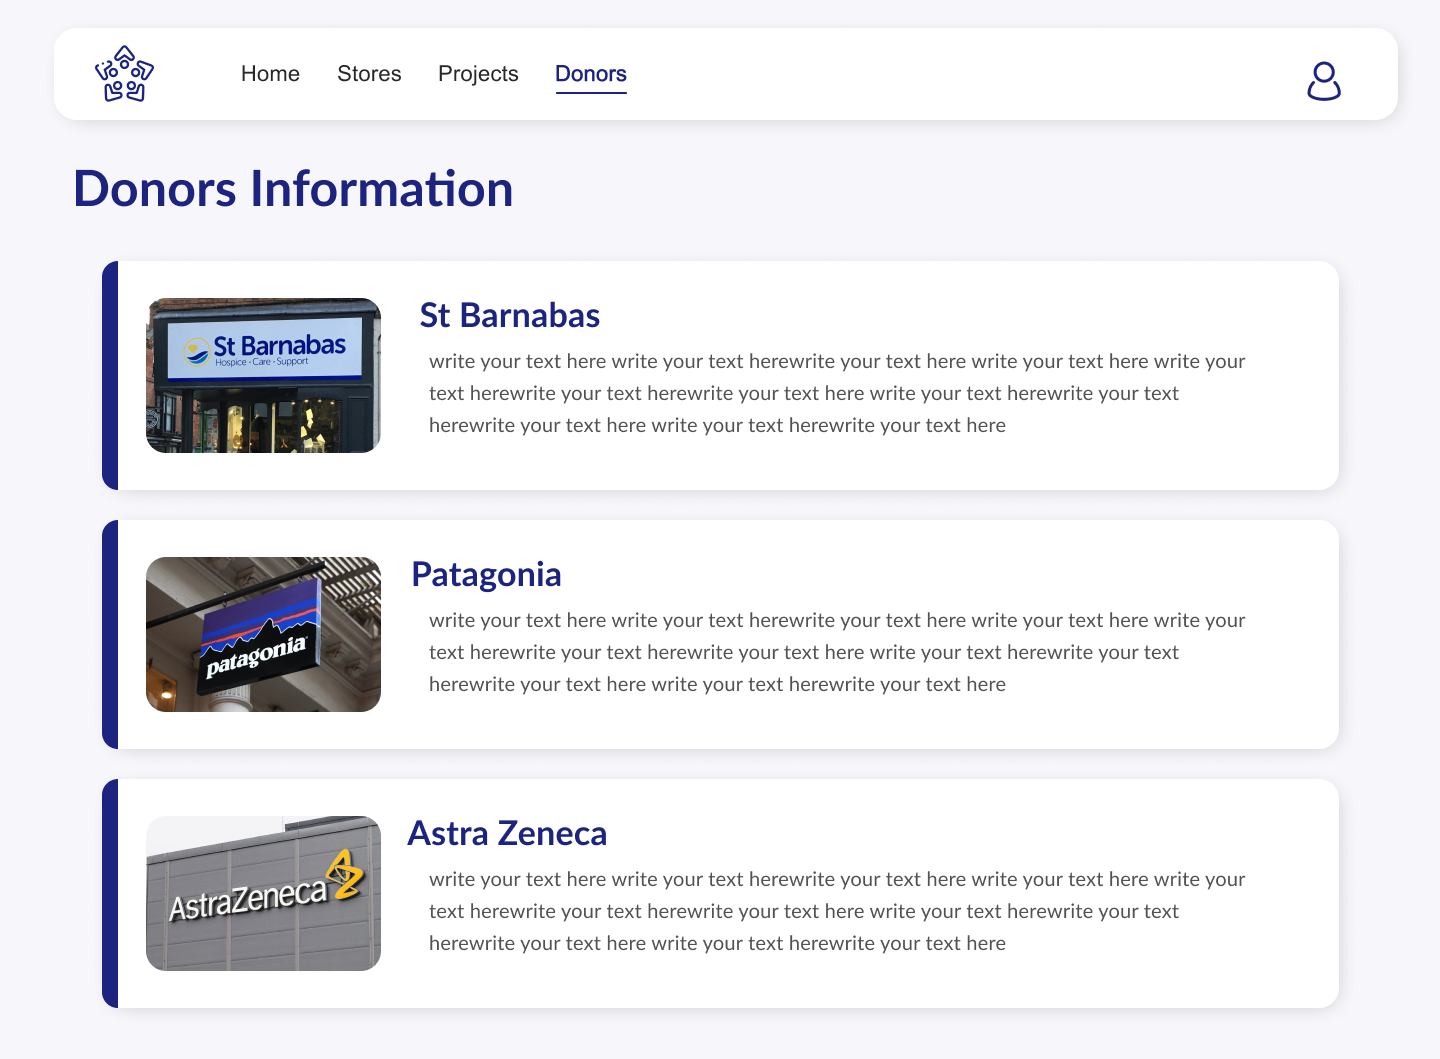 Home Stores Projects Donors
Donors Information
St Barnabas
Hospice · Care · Support
St Barnabas
write your text here write your text herewrite your text here write your text here write your
text herewrite your text herewrite your text here write your text herewrite your text
herewrite your text here write your text herewrite your text here
patagonia
Patagonia
write your text here write your text herewrite your text here write your text here write your
text herewrite your text herewrite your text here write your text herewrite your text
herewrite your text here write your text herewrite your text here
AstraZeneca
Astra Zeneca
write your text here write your text herewrite your text here write your text here write your
text herewrite your text herewrite your text here write your text herewrite your text
herewrite your text here write your text herewrite your text here